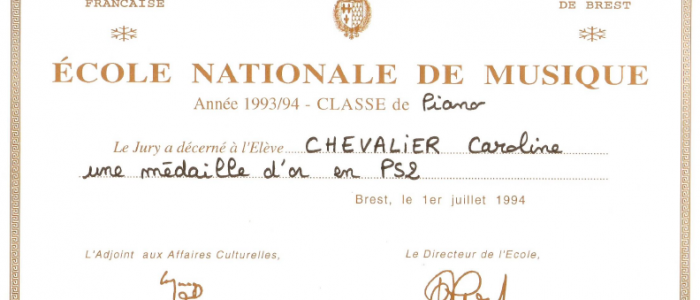 FRANÇAISE DE BREST
ÉCOLE NATIONALE DE MUSIQUE
Année 1993/94 - CLASSE de Piano
Le Jury a décerné à l'Elève CHEVALIER Caroline
une médaille d'or en PS2
Brest, le 1er juillet 1994
L'Adjoint aux Affaires Culturelles, Le Directeur de l'Ecole,